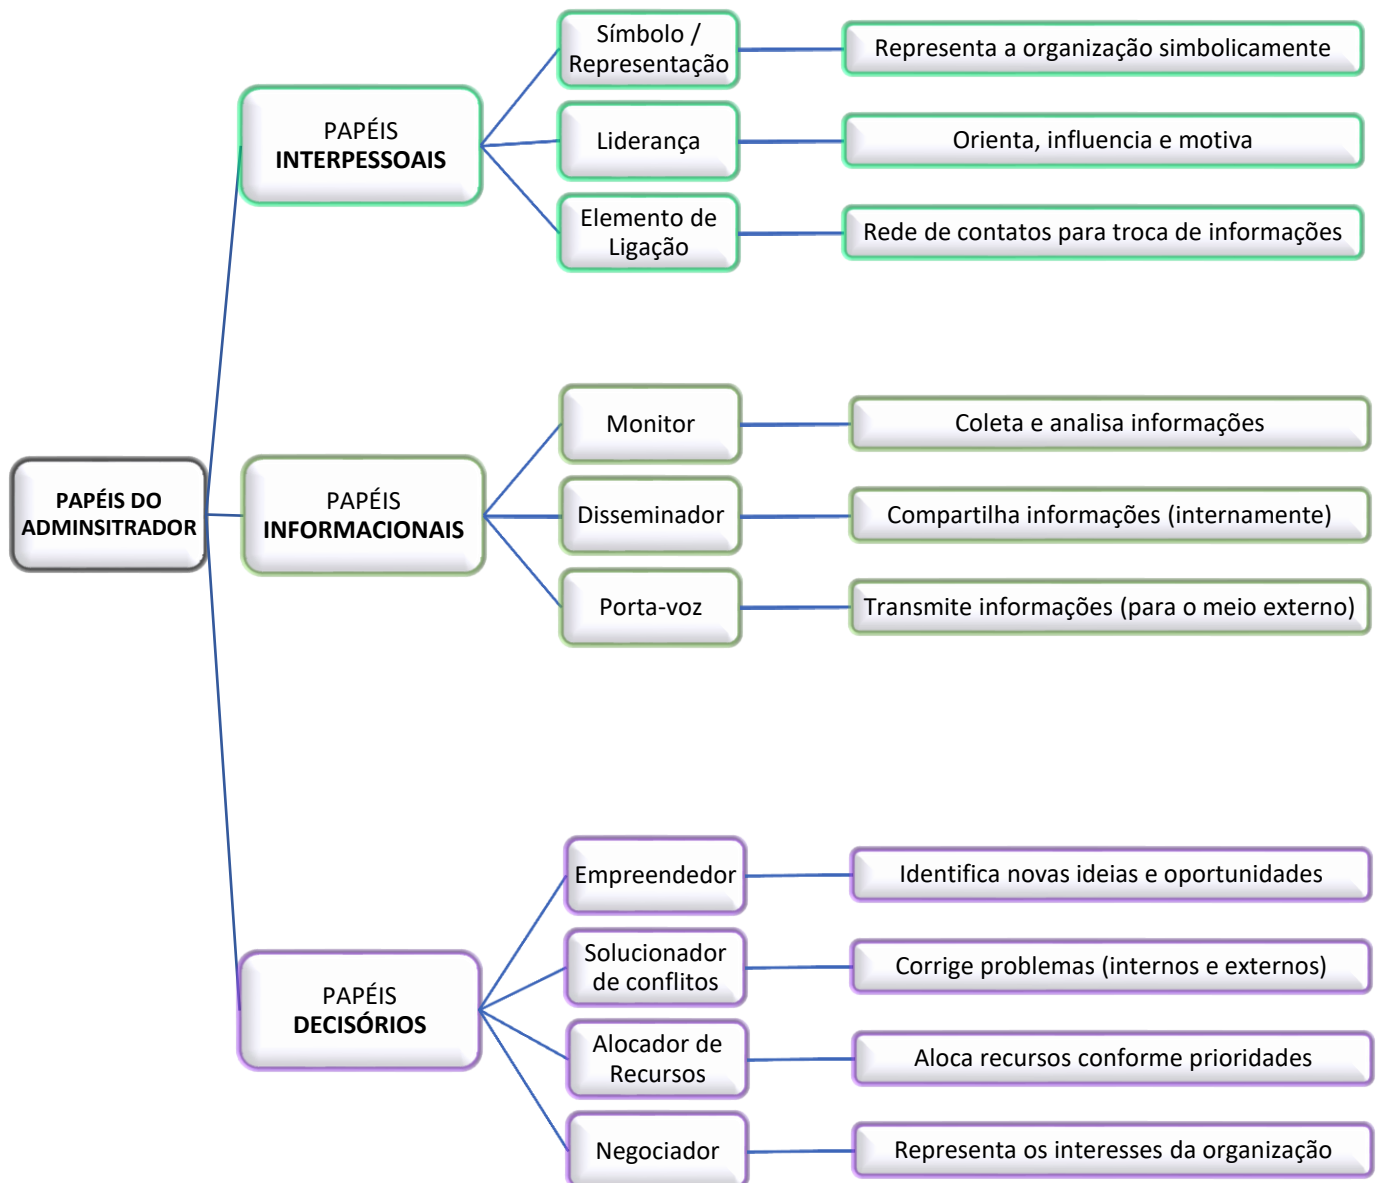 PAPÉIS DO
ADMINSITRADOR
PAPÉIS
INTERPESSOAIS
Símbolo /
Representação
Representa a organização simbolicamente
Liderança
Orienta, influencia e motiva
Elemento de
Ligação
Rede de contatos para troca de informações
PAPÉIS
INFORMACIONAIS
Monitor
Coleta e analisa informações
Disseminador
Compartilha informações (internamente)
Porta-voz
Transmite informações (para o meio externo)
PAPÉIS
DECISÓRIOS
Empreendedor
Identifica novas ideias e oportunidades
Solucionador
de conflitos
Corrige problemas (internos e externos)
Alocador de
Recursos
Aloca recursos conforme prioridades
Negociador
Representa os interesses da organização